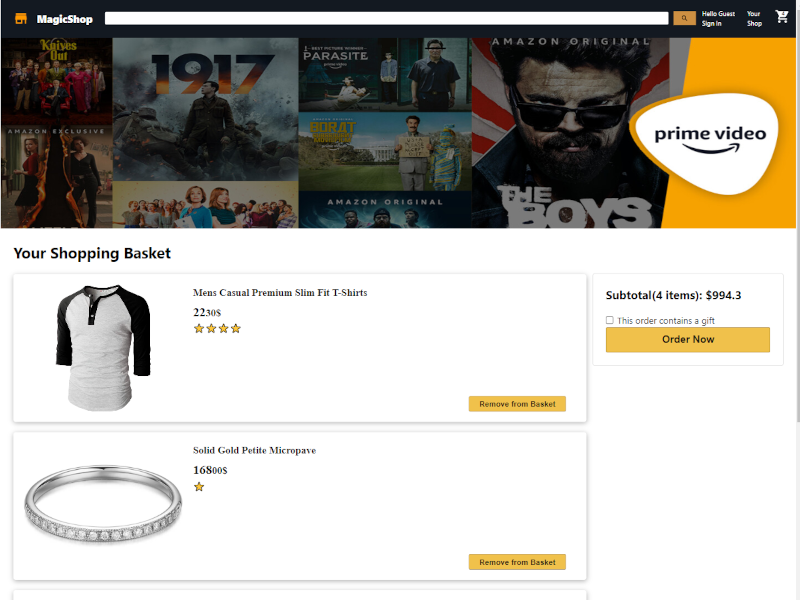 MagicShop
Hello Guest
Sign In
Your
Shop
Knives
Out
AMAZON EXCLUSIVE
1917
BEST PICTURE WINNER
PARASITE
BORAT
AMAZON ORIGINAL
AMAZON ORIGINAL
THE
BOYS
prime video
Your Shopping Basket
Mens Casual Premium Slim Fit T-Shirts
2230$
Remove from Basket
Subtotal(4 items): $994.3
This order contains a gift
Order Now
Solid Gold Petite Micropave
16800$
Remove from Basket